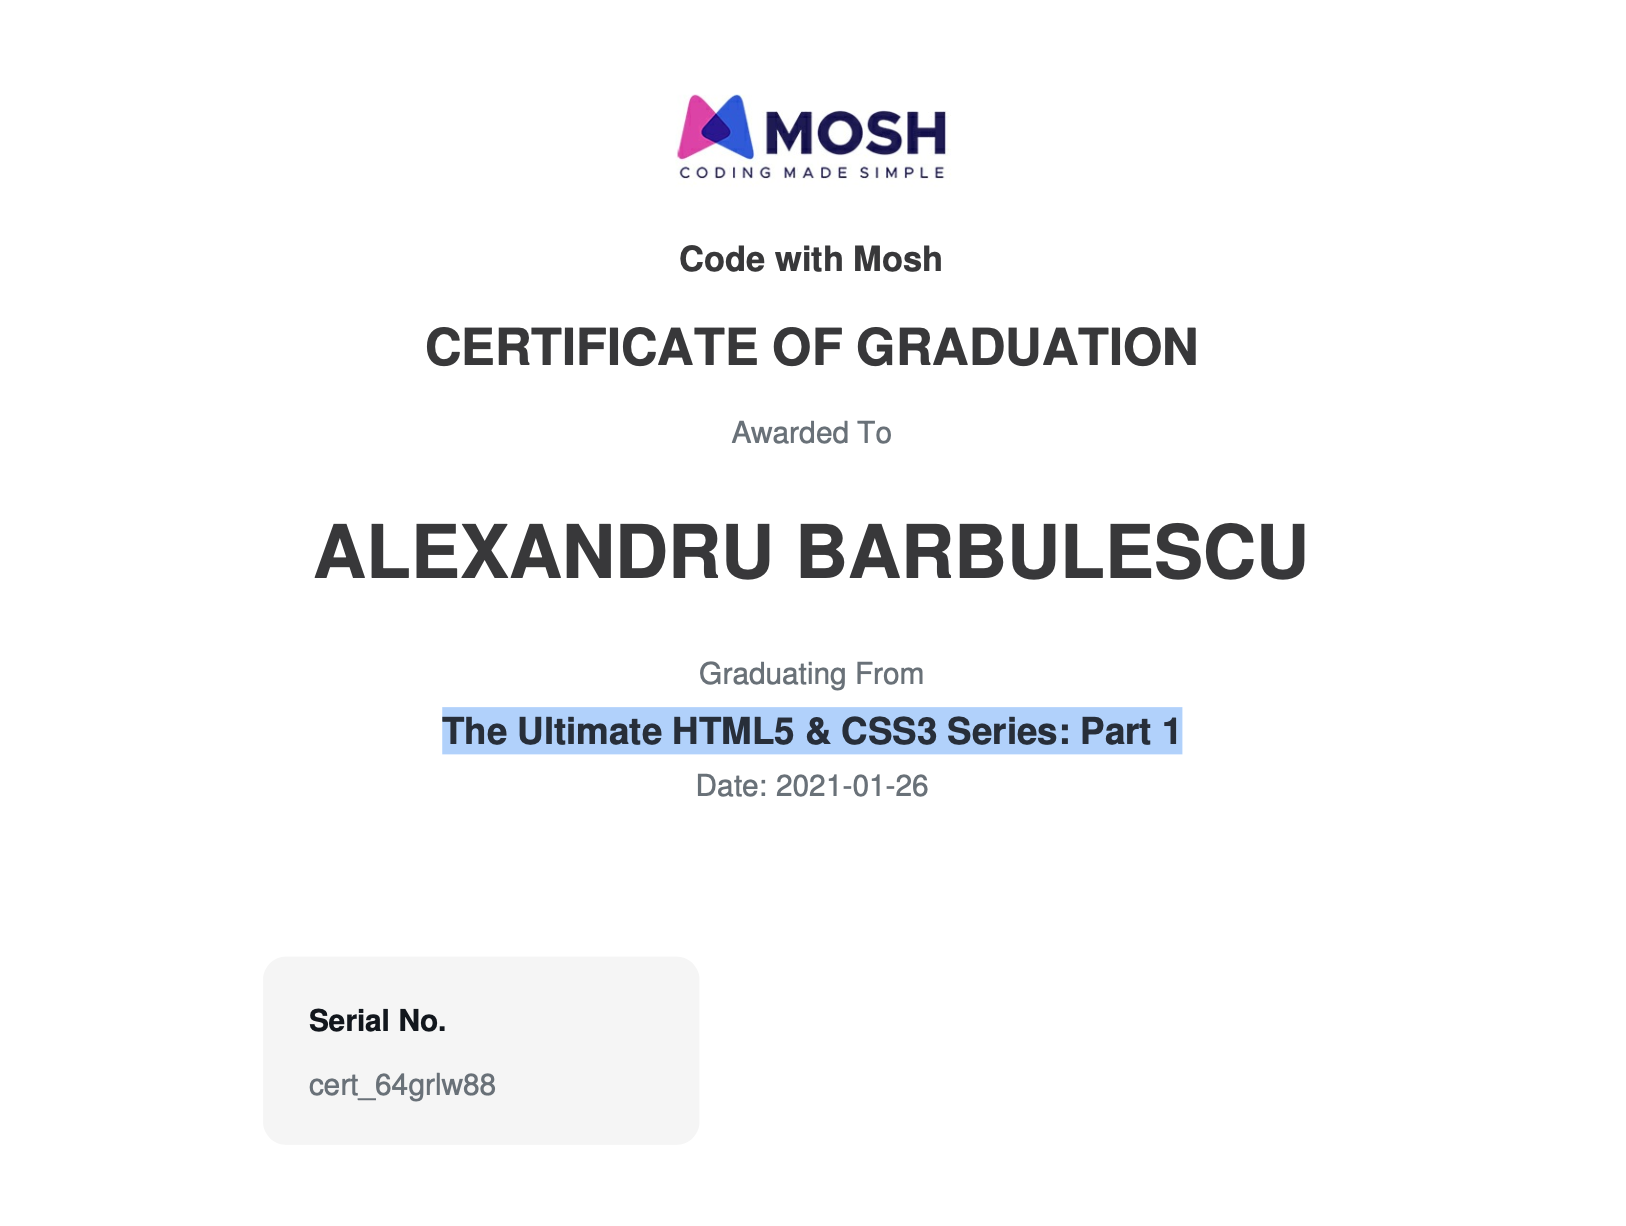 MOSH
CODING MADE SIMPLE
Code with Mosh
CERTIFICATE OF GRADUATION
Awarded To
ALEXANDRU BARBULESCU
Graduating From
The Ultimate HTML5 & CSS3 Series: Part 1
Date: 2021-01-26
Serial No.
cert_64grlw88